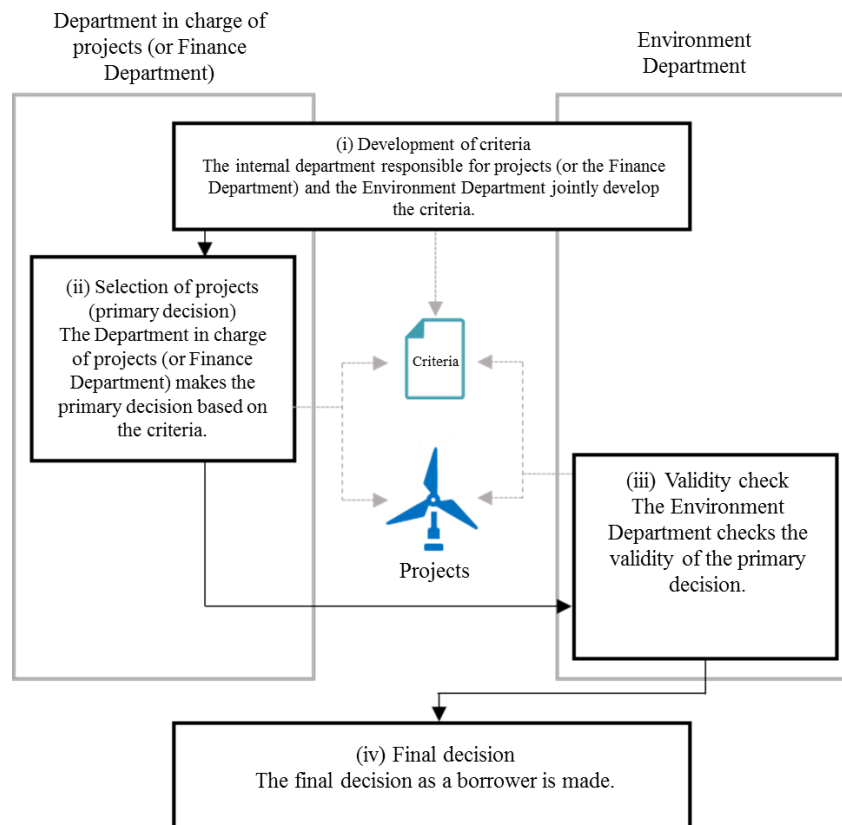 Department in charge of
projects (or Finance
Department)
Environment
Department
(i) Development of criteria
The internal department responsible for projects (or the Finance
Department) and the Environment Department jointly develop
the criteria.
(ii) Selection of projects
(primary decision)
The Department in charge
of projects (or Finance
Department) makes the
primary decision based on
the criteria.
Criteria
Projects
(iii) Validity check
The Environment
Department checks the
validity of the primary
decision.
(iv) Final decision
The final decision as a borrower is made.